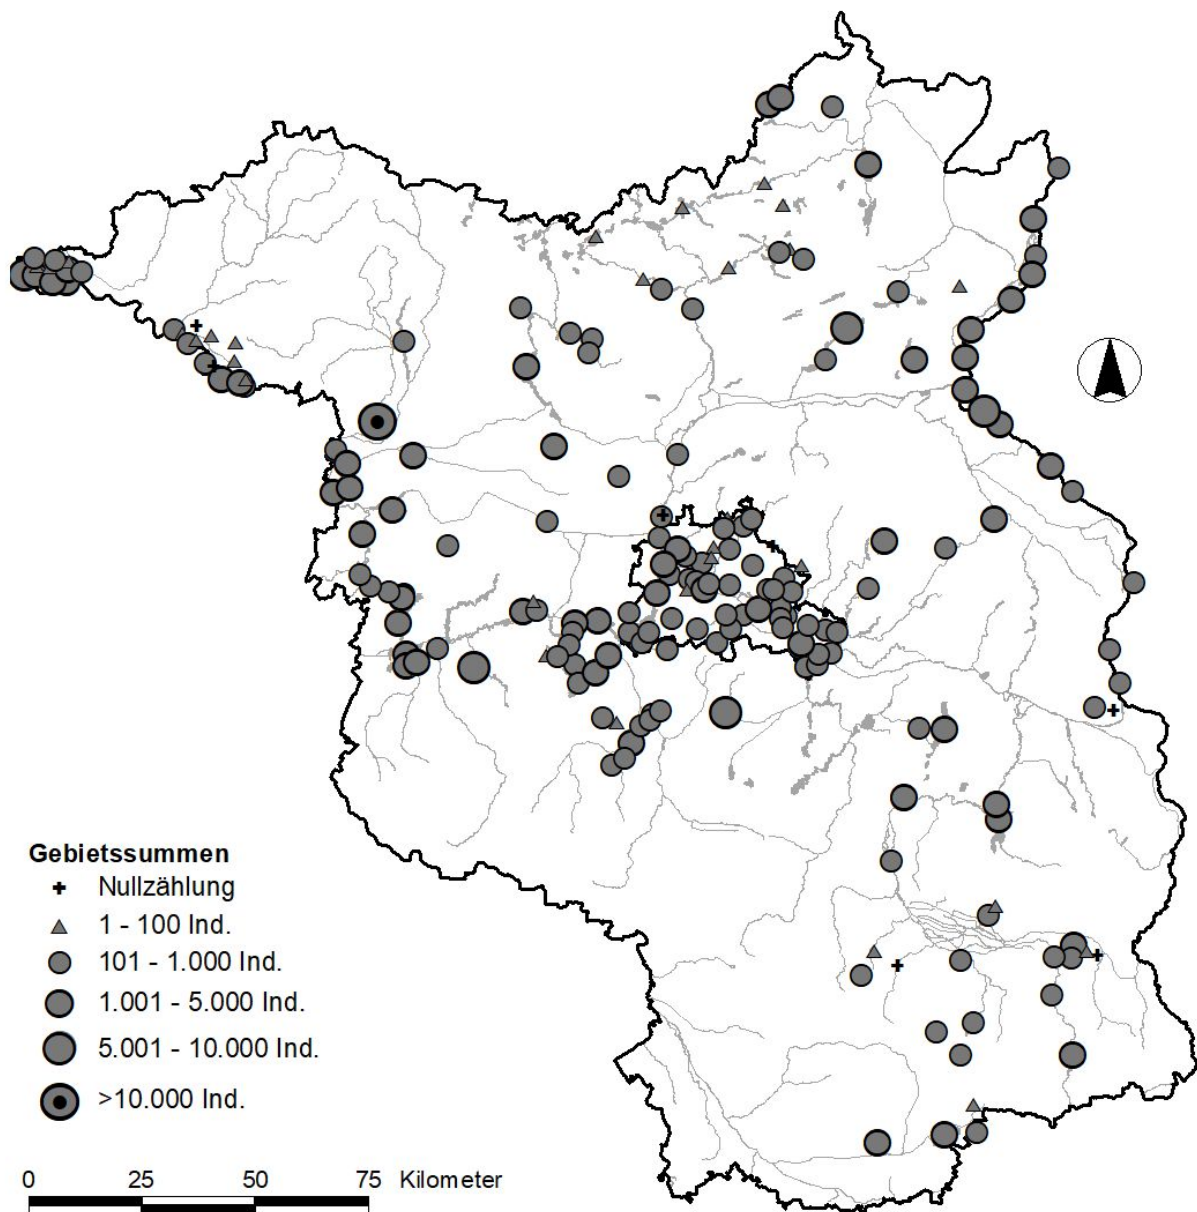 Gebietssummen
Nullzählung
1 - 100 Ind.
101 - 1.000 Ind.
1.001 - 5.000 Ind.
5.001 - 10.000 Ind.
>10.000 Ind.
0 25 50 75 Kilometer